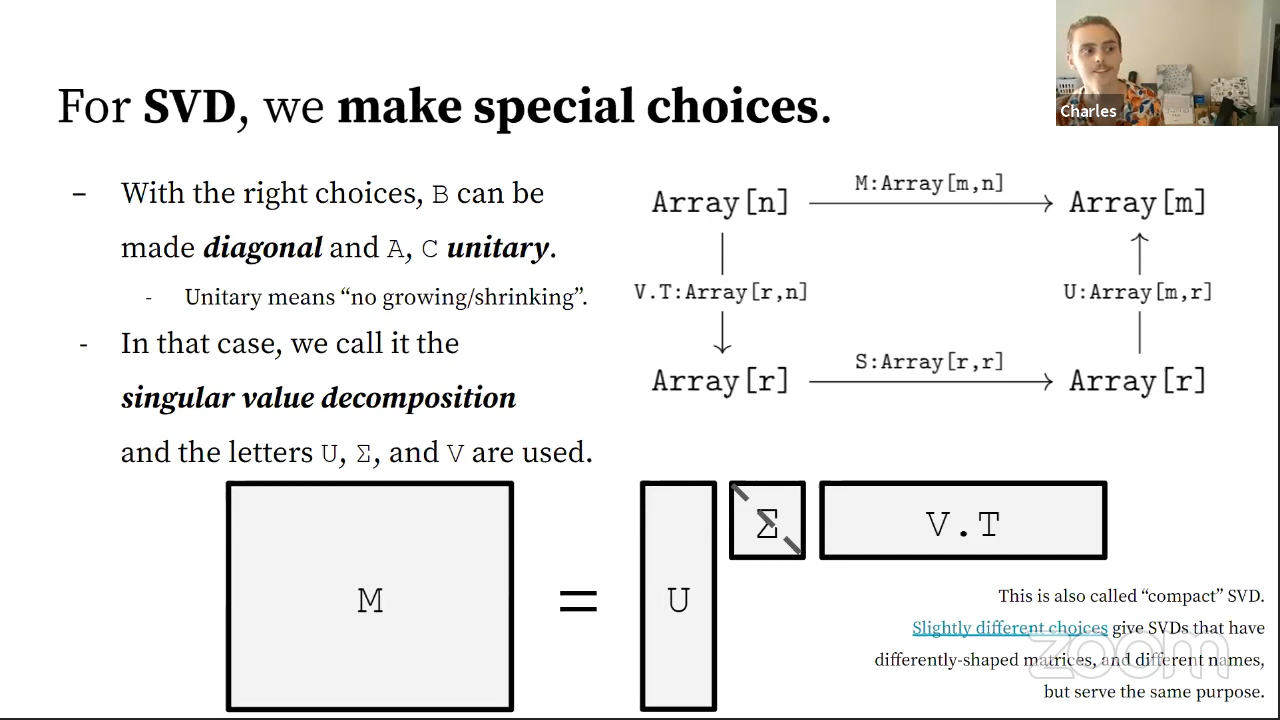 For SVD, we make special choices.
Charles
- With the right choices, B can be
made diagonal and A, C unitary.
- Unitary means “no growing/shrinking”.
- In that case, we call it the
singular value decomposition
and the letters U, Σ, and V are used.
Array[n]
M:Array[m,n]
Array[m]
V.T:Array[r,n]
U:Array[m,r]
Array[r]
S:Array[r,r]
Array[r]
M
=
U
Σ
V.T
This is also called “compact” SVD.
Slightly different choices give SVDs that have
differently-shaped matrices, and different names,
but serve the same purpose.
zoom